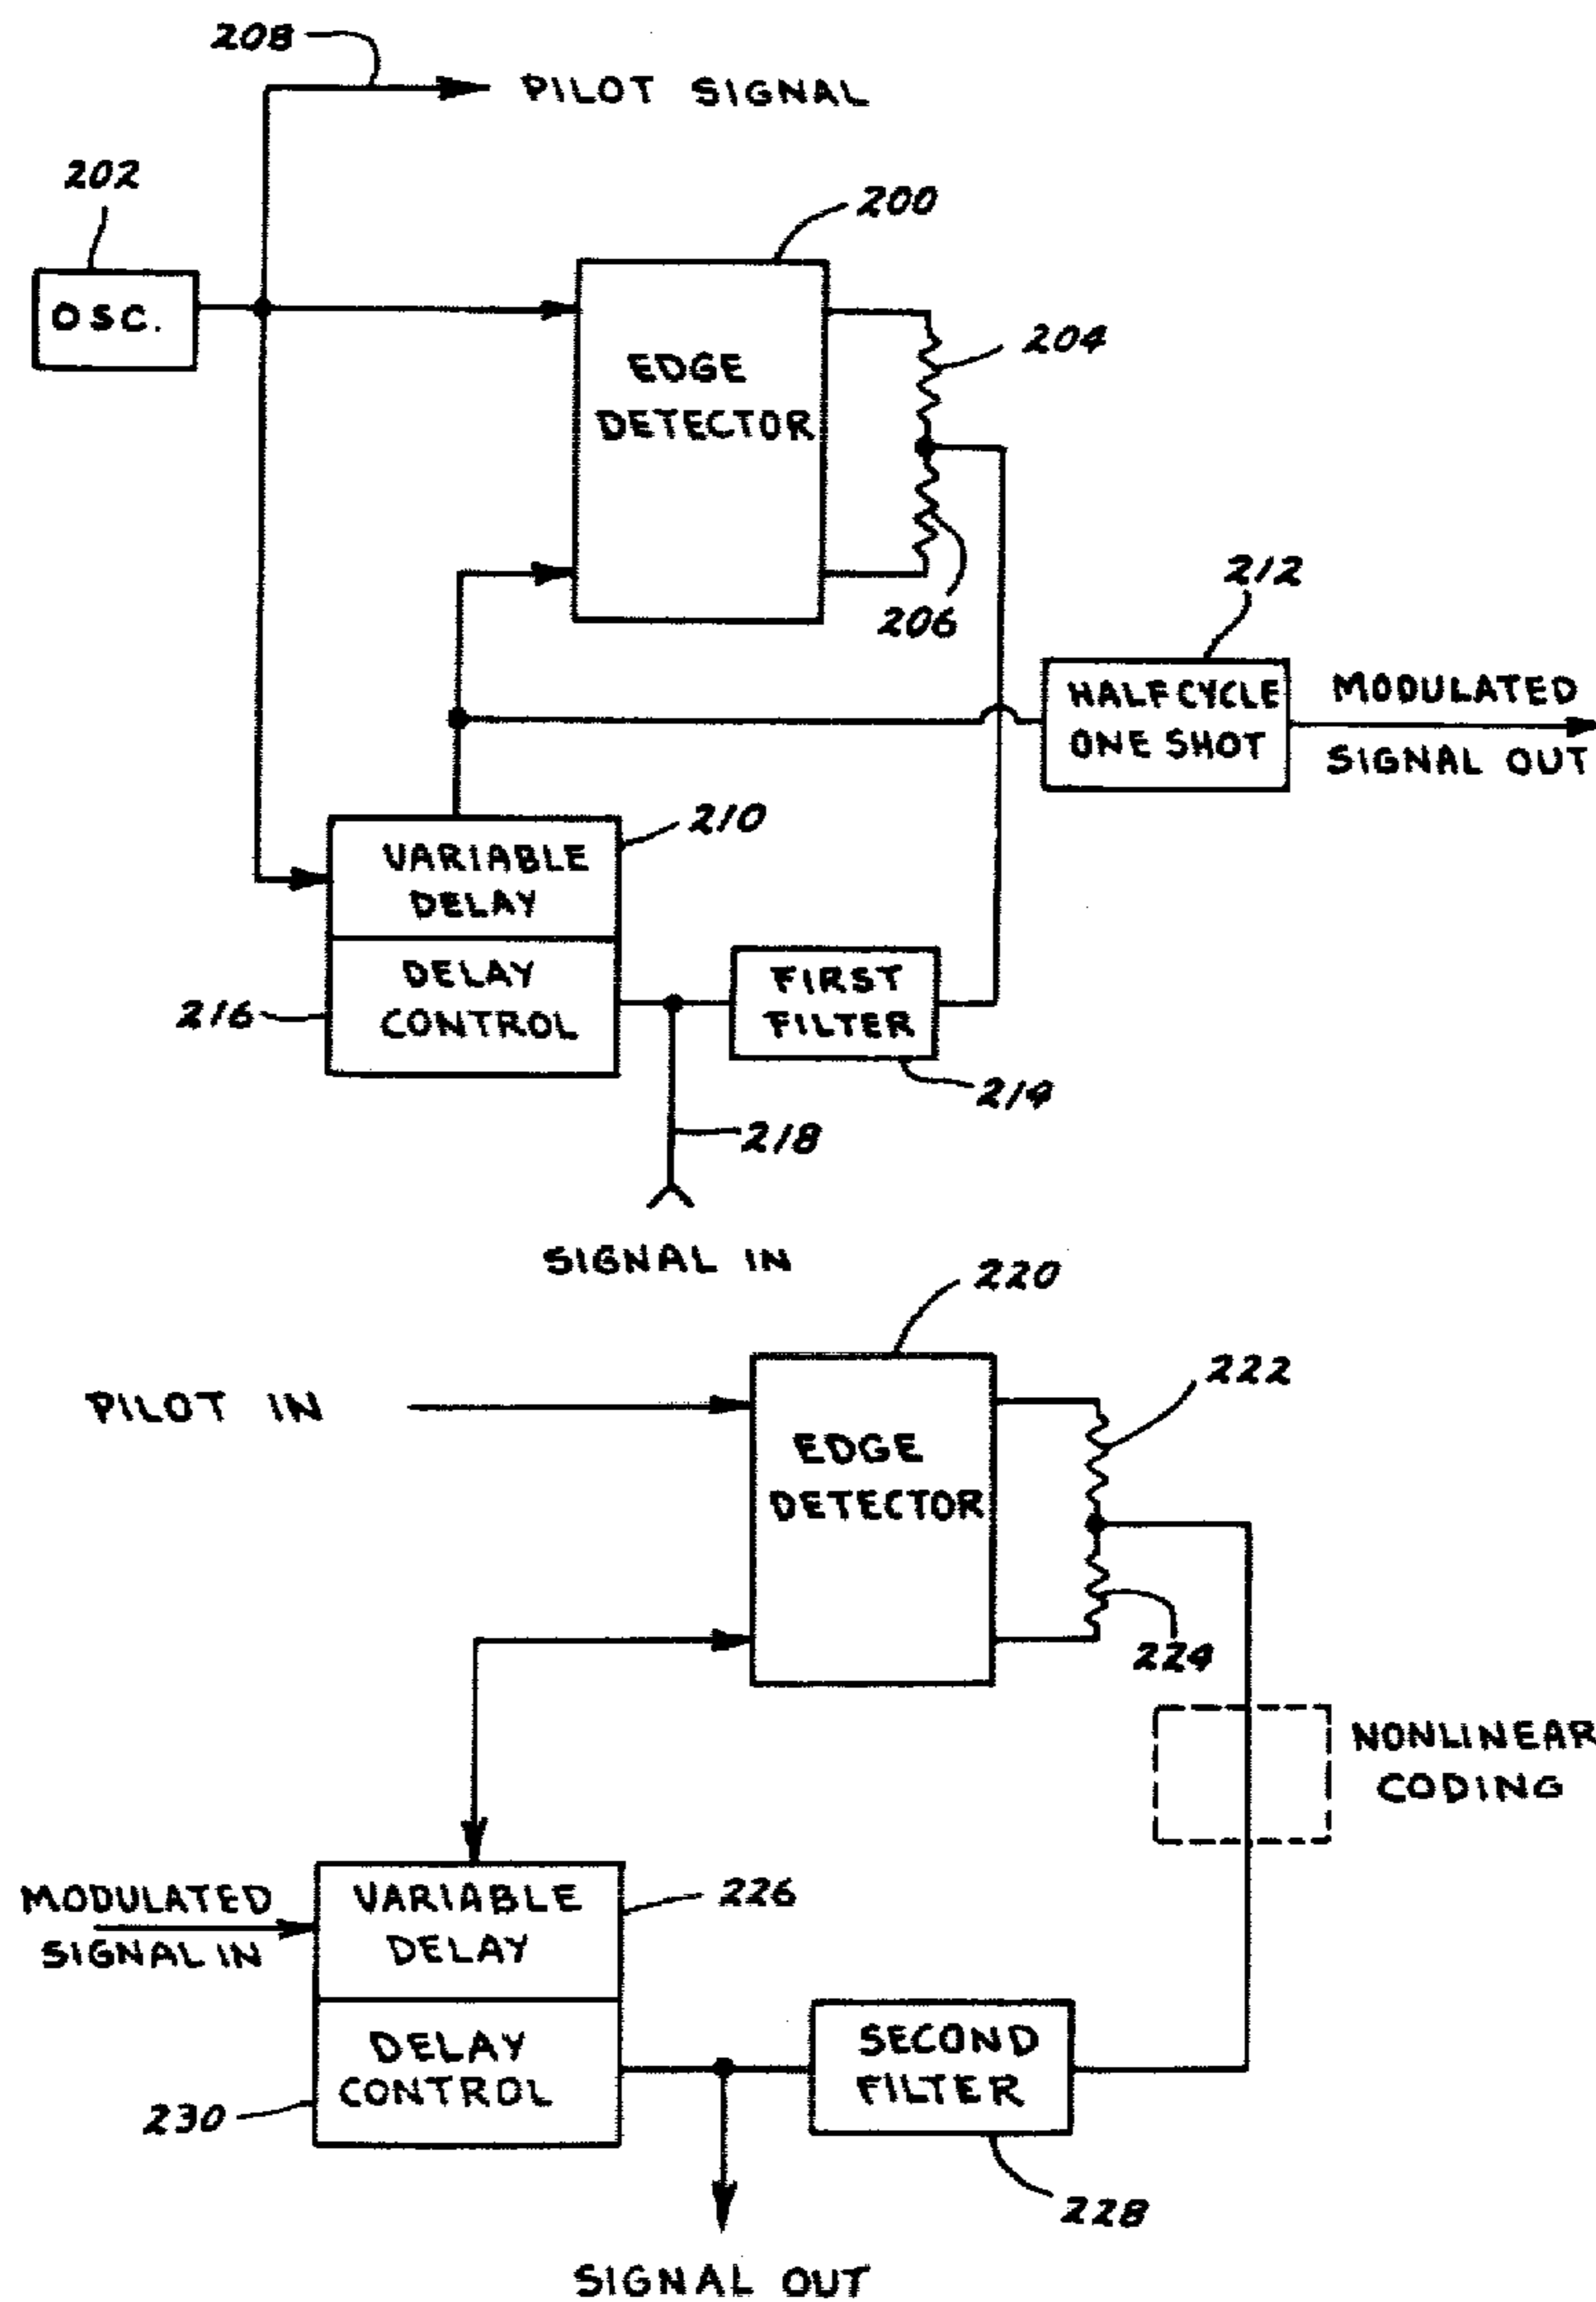 208
PILOT SIGNAL
202
200
OSC.
204
EDGE
DETECTOR
206
212
HALF CYCLE
ONE SHOT
MODULATED
SIGNAL OUT
210
VARIABLE
DELAY
DELAY
CONTROL
216
FIRST
FILTER
214
218
SIGNAL IN
220
222
PILOT IN
EDGE
DETECTOR
224
NONLINEAR
CODING
MODULATED
SIGNAL IN
VARIABLE
DELAY
226
DELAY
CONTROL
230
SECOND
FILTER
228
SIGNAL OUT